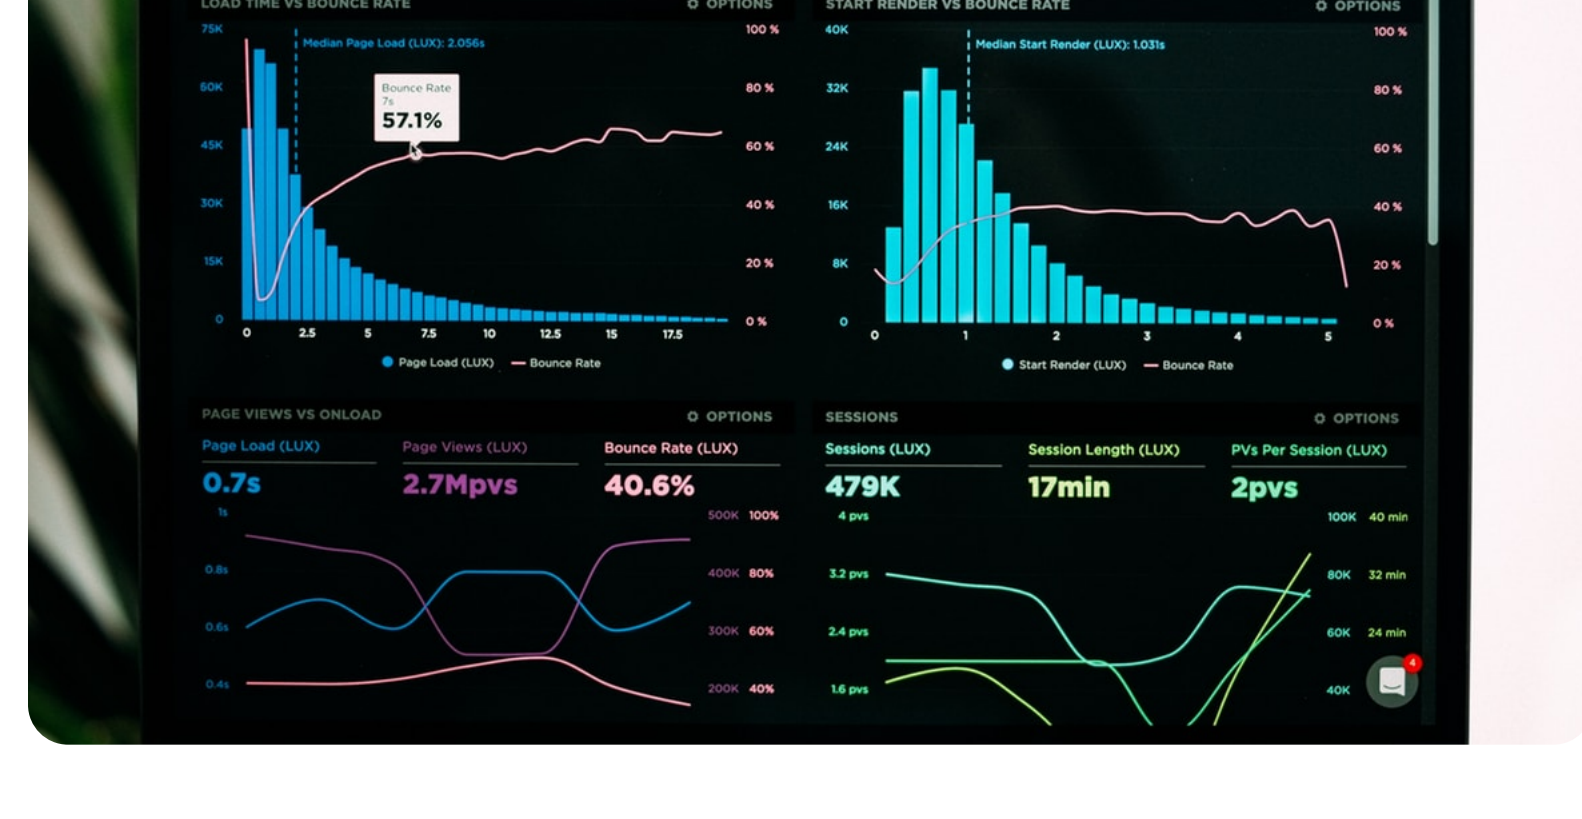 LOAD TIME VS BOUNCE RATE
OPTIONS
75K
60K
45K
30K
15K
0
Median Page Load (LUX): 2.056s
Bounce Rate
7s
57.1%
100 %
80 %
60 %
40 %
20 %
0 %
0 2.5 5 7.5 10 12.5 15 17.5
Page Load (LUX) Bounce Rate
START RENDER VS BOUNCE RATE
OPTIONS
40K
32K
24K
16K
8K
0
Median Start Render (LUX): 1.031s
100 %
80 %
60 %
40 %
20 %
0 %
0 1 2 3 4 5
Start Render (LUX) Bounce Rate
PAGE VIEWS VS ONLOAD
OPTIONS
Page Load (LUX) Page Views (LUX) Bounce Rate (LUX)
0.7s 2.7Mpvs 40.6%
1s
0.8s
0.6s
0.4s
500K 100%
400K 80%
300K 60%
200K 40%
SESSIONS
OPTIONS
Sessions (LUX) Session Length (LUX) PVs Per Session (LUX)
479K 17min 2pvs
4 pvs
3.2 pvs
2.4 pvs
1.6 pvs
100K 40 min
80K 32 min
60K 24 min
40K
4